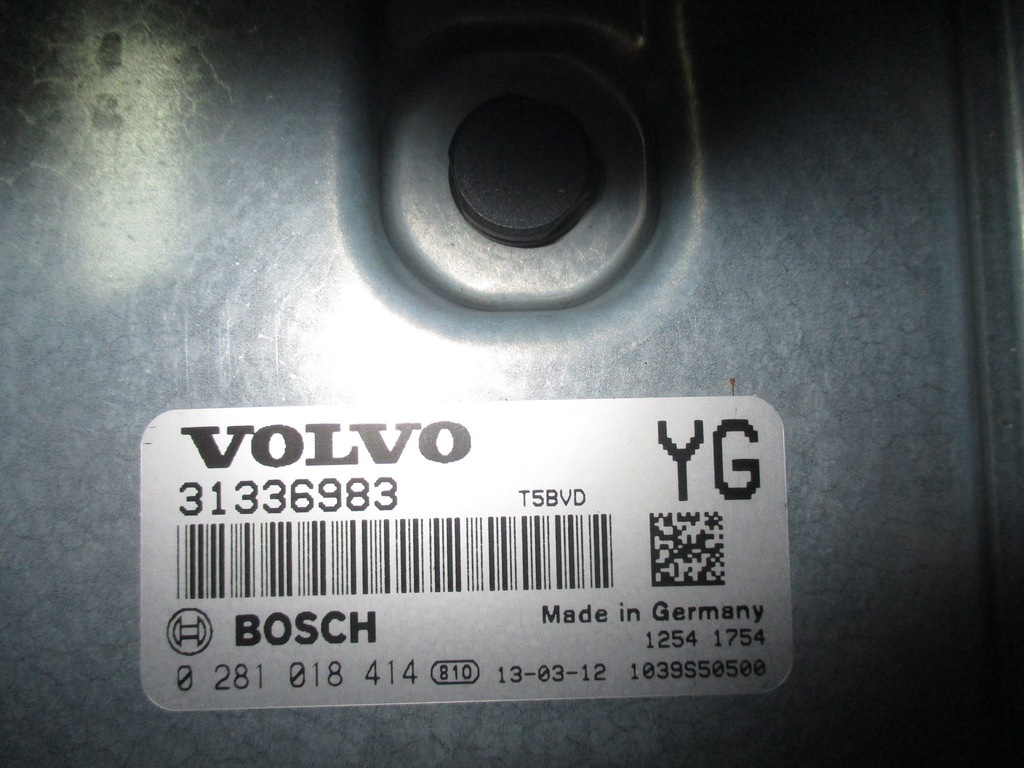 VOLVO YG
31336983 T5BVD
Made in Germany
BOSCH 1254 1754
0 281 018 414 810 13-03-12 1039S50500